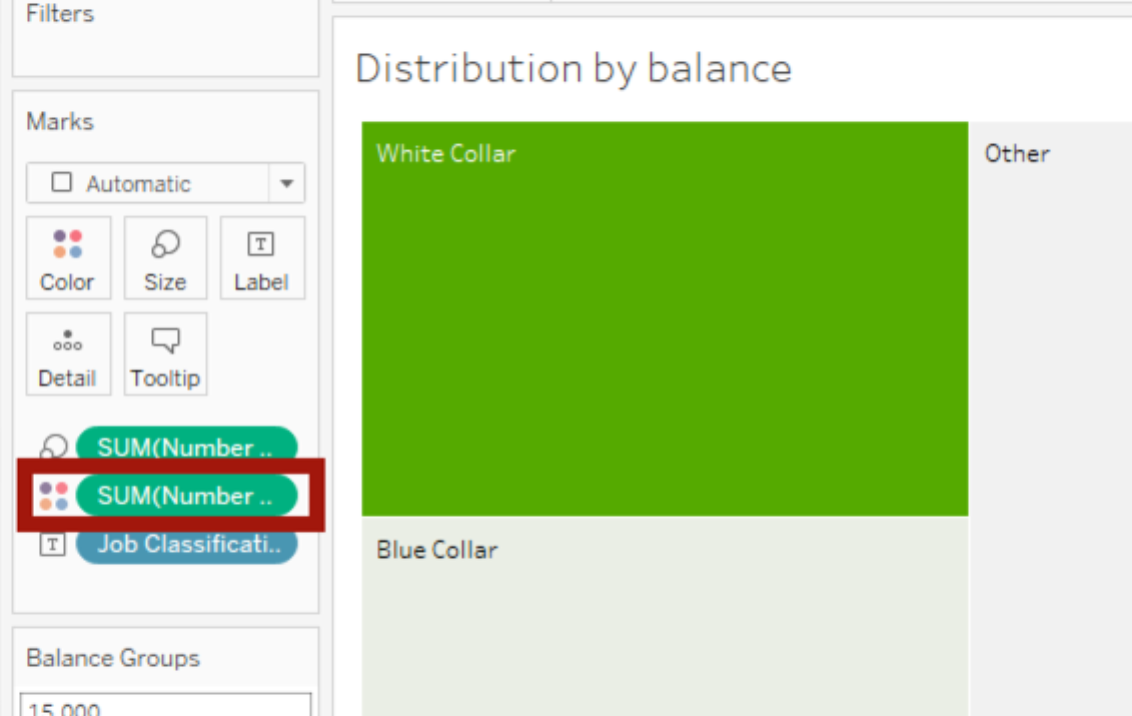 Filters
Distribution by balance
Marks
Automatic
Color Size Label
Detail Tooltip
SUM(Number ..
SUM(Number ..
Job Classificati..
White Collar
Other
Blue Collar
Balance Groups
15,000